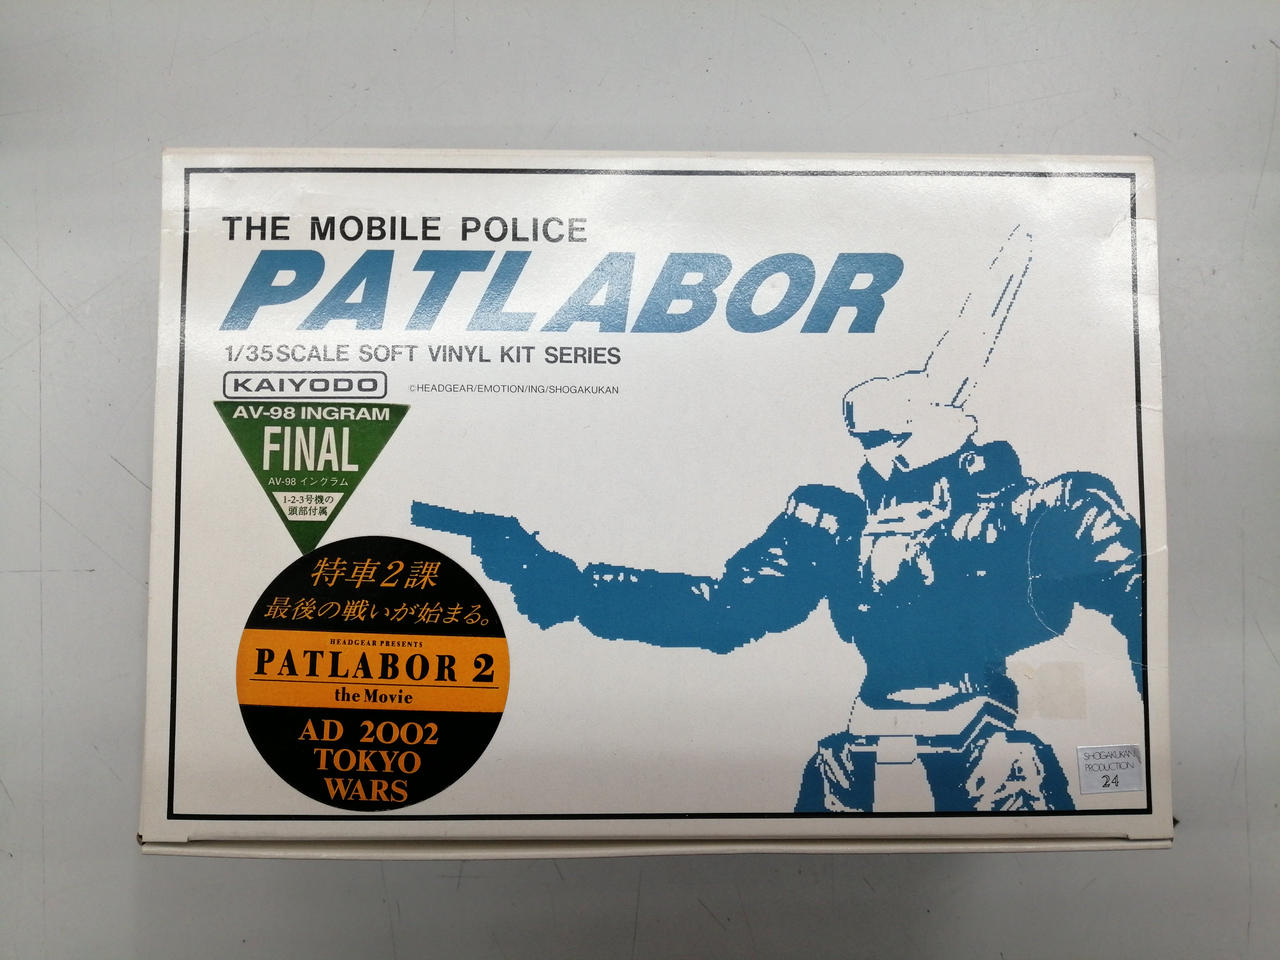 THE MOBILE POLICE
PATLABOR
1/35 SCALE SOFT VINYL KIT SERIES
KAIYODO
©HEADGEAR/EMOTION/ING/SHOGAKUKAN
AV-98 INGRAM
FINAL
AV-98 イングラム
1-2-3号機の
頭部付属
特車2課
最後の戦いが始まる。
HEADGEAR PRESENTS
PATLABOR 2
the Movie
AD 2002
TOKYO
WARS
SHOGAKUKAN
PRODUCTION
24